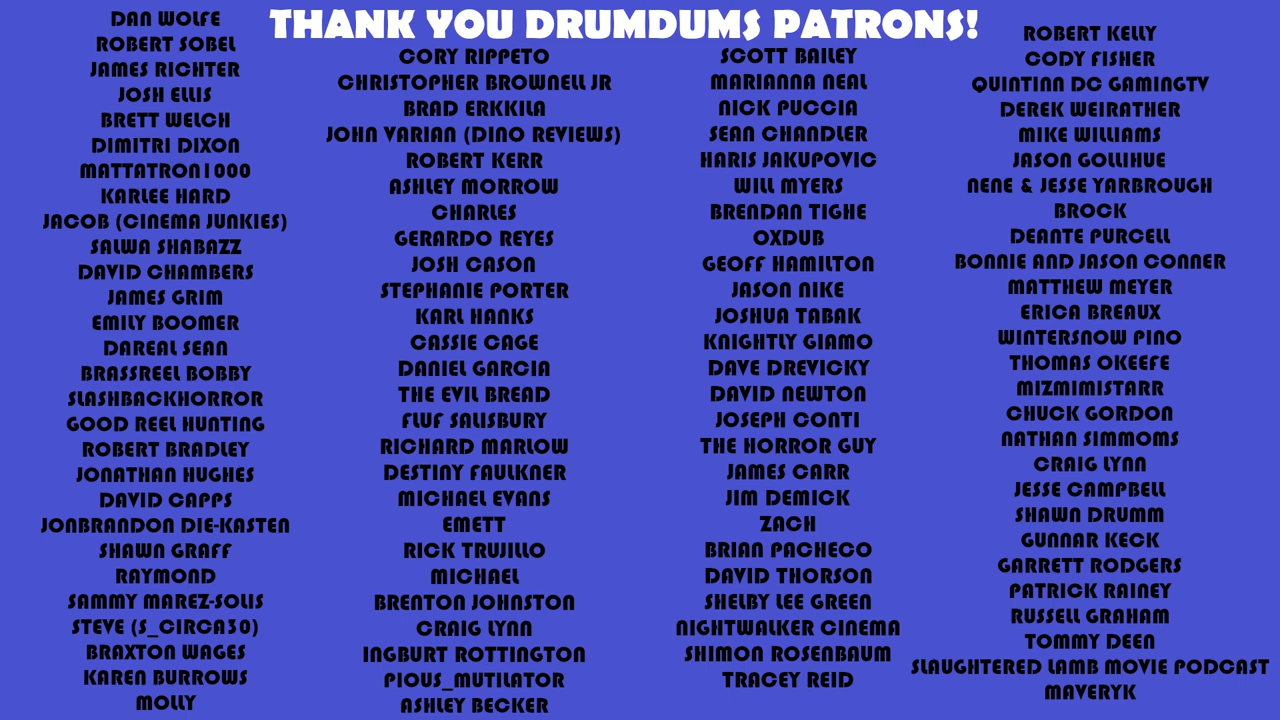 THANK YOU DRUMDUMS PATRONS!
DAN WOLFE
ROBERT SOBEL
JAMES RICHTER
JOSH ELLIS
BRETT WELCH
DIMITRI DIXON
MATTATRON1000
KARLEE HARD
JACOB (CINEMA JUNKIES)
SALWA SHABAZZ
DAVID CHAMBERS
JAMES GRIM
EMILY BOOMER
DAREAL SEAN
BRASSREEL BOBBY
SLASHBACKHORROR
GOOD REEL HUNTING
ROBERT BRADLEY
JONATHAN HUGHES
DAVID CAPPS
JONBRANDON DIE-KASTEN
SHAWN GRAFF
RAYMOND
SAMMY MAREZ-SOLIS
STEVE (S_CIRCA30)
BRAXTON WAGES
KAREN BURROWS
MOLLY
CORY RIPPETO
CHRISTOPHER BROWNELL JR
BRAD ERKKILA
JOHN VARIAN (DINO REVIEWS)
ROBERT KERR
ASHLEY MORROW
CHARLES
GERARDO REYES
JOSH CASON
STEPHANIE PORTER
KARL HANKS
CASSIE CAGE
DANIEL GARCIA
THE EVIL BREAD
FLUF SALISBURY
RICHARD MARLOW
DESTINY FAULKNER
MICHAEL EVANS
EMETT
RICK TRUJILLO
MICHAEL
BRENTON JOHNSTON
CRAIG LYNN
INGBURT ROTTINGTON
PIOUS_MUTILATOR
ASHLEY BECKER
SCOTT BAILEY
MARIANNA NEAL
NICK PUCCIA
SEAN CHANDLER
HARIS JAKUPOVIC
WILL MYERS
BRENDAN TIGHE
OXDUB
GEOFF HAMILTON
JASON NIKE
JOSHUA TABAK
KNIGHTLY GIAMO
DAVE DREVICKY
DAVID NEWTON
JOSEPH CONTI
THE HORROR GUY
JAMES CARR
JIM DEMICK
ZACH
BRIAN PACHECO
DAVID THORSON
SHELBY LEE GREEN
NIGHTWALKER CINEMA
SHIMON ROSENBAUM
TRACEY REID
ROBERT KELLY
CODY FISHER
QUINTINN DC GAMINGTV
DEREK WEIRATHER
MIKE WILLIAMS
JASON GOLLIHUE
NENE & JESSE YARBROUGH
BROCK
DEANTE PURCELL
BONNIE AND JASON CONNER
MATTHEW MEYER
ERICA BREAUX
WINTERSNOW PINO
THOMAS OKEEFE
MIZMIMISTARR
CHUCK GORDON
NATHAN SIMMOMS
CRAIG LYNN
JESSE CAMPBELL
SHAWN DRUMM
GUNNAR KECK
GARRETT RODGERS
PATRICK RAINEY
RUSSELL GRAHAM
TOMMY DEEN
SLAUGHTERED LAMB MOVIE PODCAST
MAVERYK